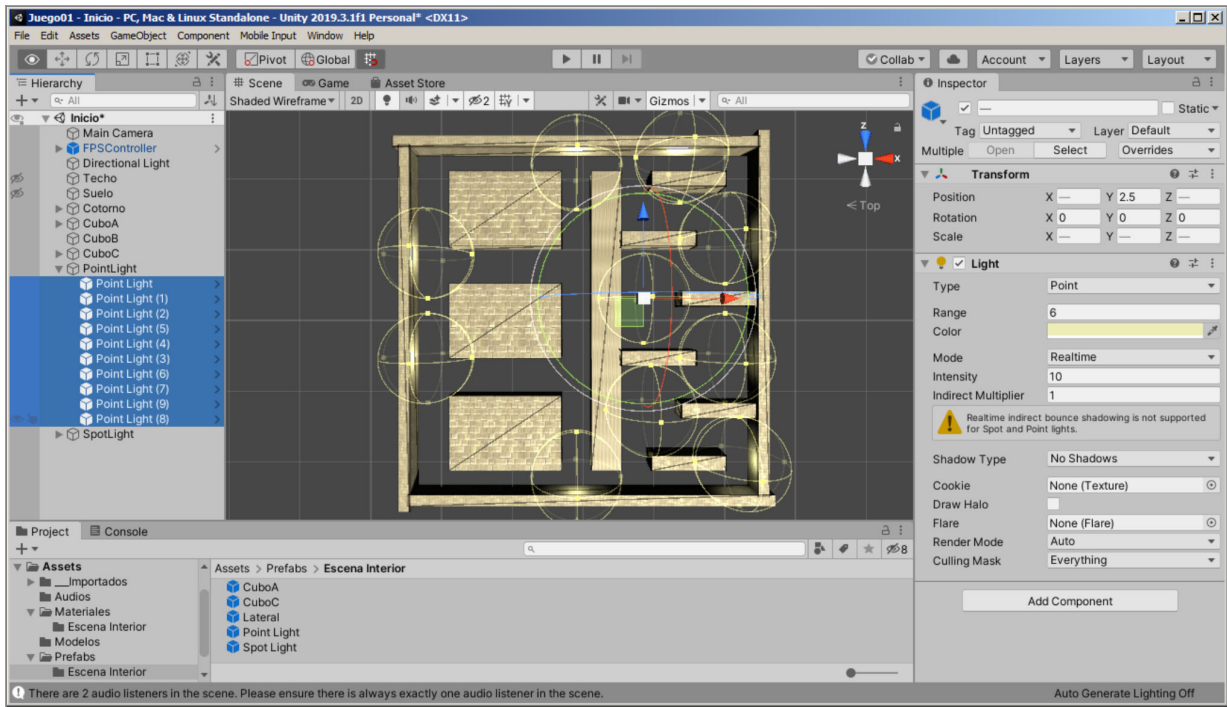 Juego01 - Inicio - PC, Mac & Linux Standalone - Unity 2019.3.1f1 Personal* <DX11>
File Edit Assets GameObject Component Mobile Input Window Help
Pivot Global Collab Account Layers Layout
Hierarchy
All
Inicio*
Main Camera
FPSController
Directional Light
Techo
Suelo
Cotorno
CuboA
CuboB
CuboC
PointLight
Point Light
Point Light (1)
Point Light (2)
Point Light (5)
Point Light (4)
Point Light (3)
Point Light (6)
Point Light (7)
Point Light (9)
Point Light (8)
SpotLight
Scene Game Asset Store
Shaded Wireframe 2D 2 Gizmos All
z
x
Top
Inspector
— Static
Tag Untagged Layer Default
Multiple Open Select Overrides
Transform
Position X — Y 2.5 Z —
Rotation X 0 Y 0 Z 0
Scale X — Y — Z —
Light
Type Point
Range 6
Color
Mode Realtime
Intensity 10
Indirect Multiplier 1
Realtime indirect bounce shadowing is not supported
for Spot and Point lights.
Shadow Type No Shadows
Cookie None (Texture)
Draw Halo
Flare None (Flare)
Render Mode Auto
Culling Mask Everything
Add Component
Project Console
8
Assets
__Importados
Audios
Materiales
Escena Interior
Modelos
Prefabs
Escena Interior
Assets > Prefabs > Escena Interior
CuboA
CuboC
Lateral
Point Light
Spot Light
There are 2 audio listeners in the scene. Please ensure there is always exactly one audio listener in the scene.
Auto Generate Lighting Off